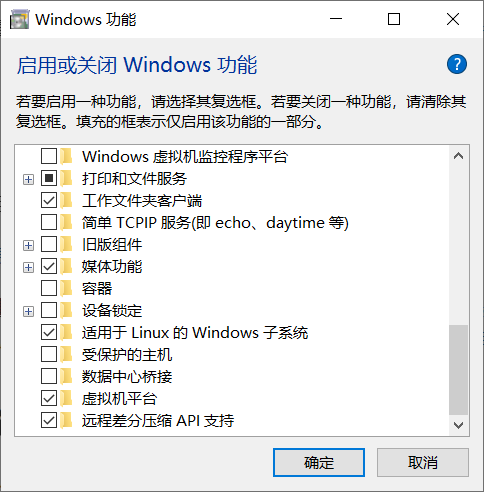 Windows 功能
启用或关闭 Windows 功能
?
若要启用一种功能，请选择其复选框。若要关闭一种功能，请清除其
复选框。填充的框表示仅启用该功能的一部分。
Windows 虚拟机监控程序平台
打印和文件服务
工作文件夹客户端
简单 TCPIP 服务(即 echo、daytime 等)
旧版组件
媒体功能
容器
设备锁定
适用于 Linux 的 Windows 子系统
受保护的主机
数据中心桥接
虚拟机平台
远程差分压缩 API 支持
确定 取消